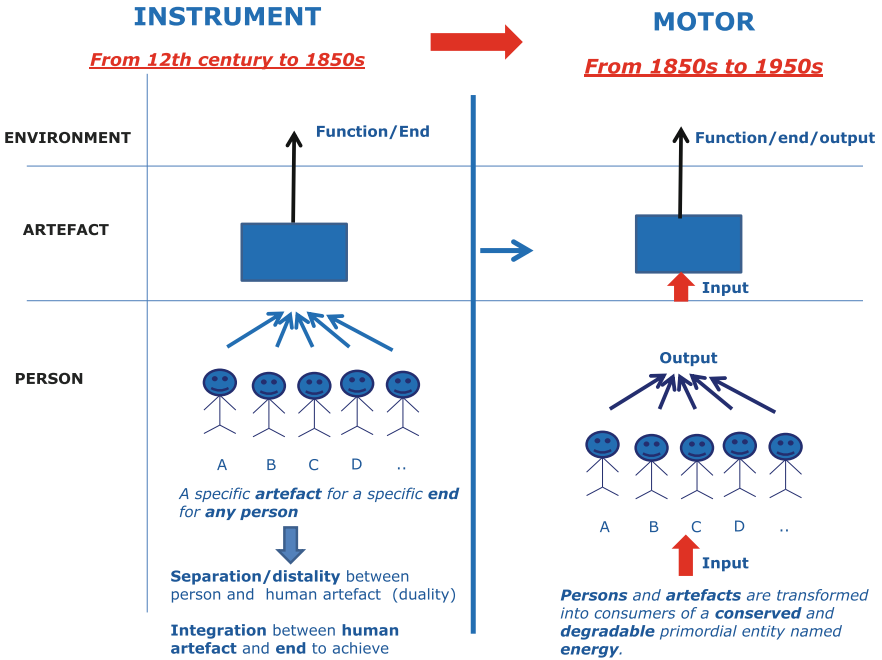 INSTRUMENT
From 12th century to 1850s
MOTOR
From 1850s to 1950s
ENVIRONMENT
Function/End
Function/end/output
ARTEFACT
Input
PERSON
Output
A B C D ..
A specific artefact for a specific end
for any person
Separation/distality between
person and human artefact (duality)
Integration between human
artefact and end to achieve
A B C D ..
Input
Persons and artefacts are transformed
into consumers of a conserved and
degradable primordial entity named
energy.